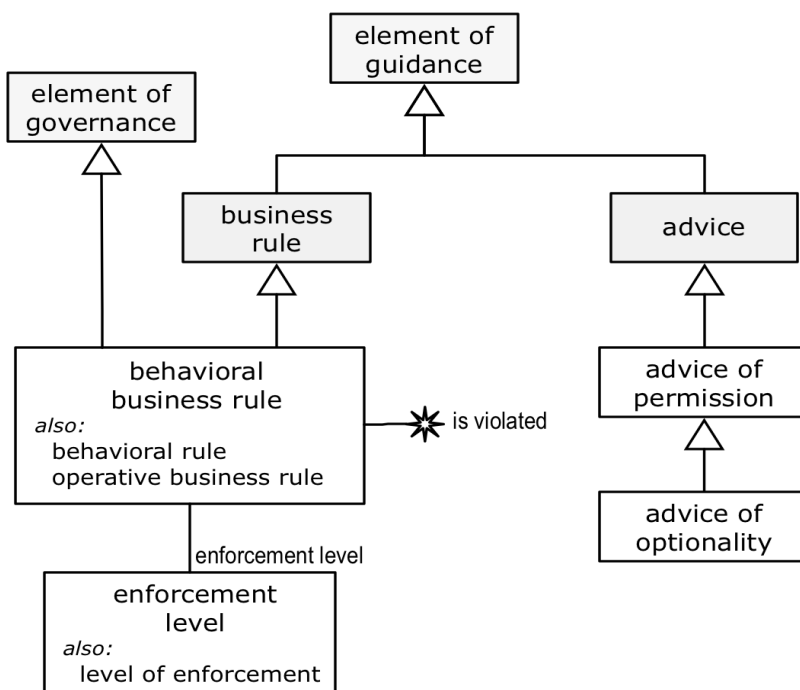 element of
guidance
element of
governance
business
rule
advice
behavioral
business rule
also:
behavioral rule
operative business rule
is violated
advice of
permission
advice of
optionality
enforcement level
enforcement
level
also:
level of enforcement